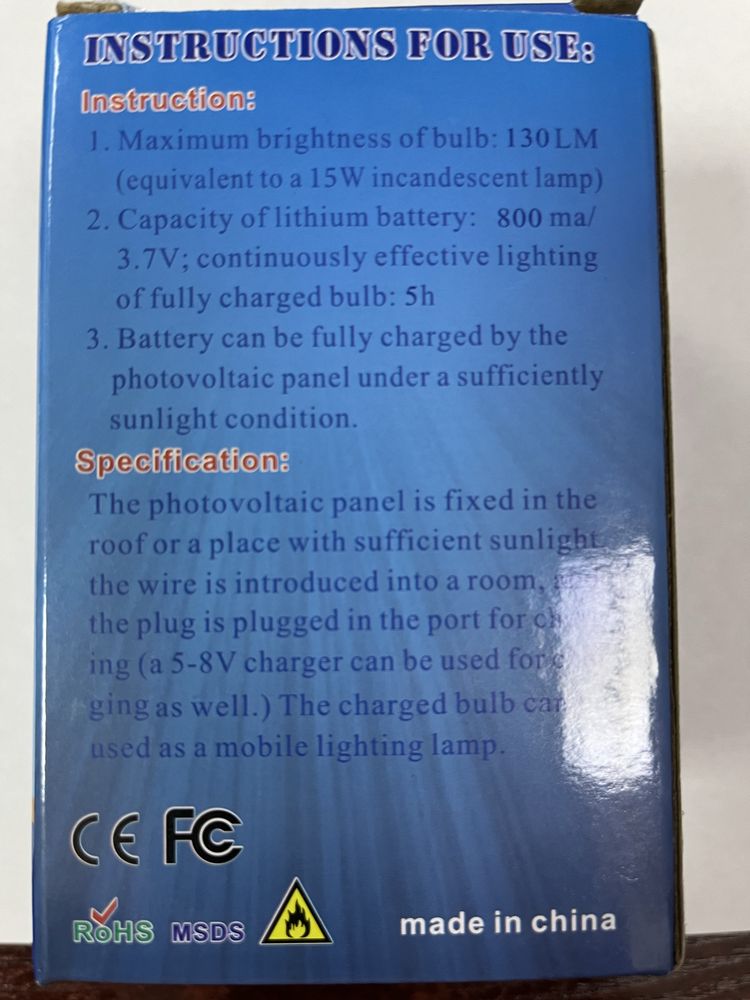 INSTRUCTIONS FOR USE:
Instruction:
1. Maximum brightness of bulb: 130LM
(equivalent to a 15W incandescent lamp)
2. Capacity of lithium battery: 800 ma/
3.7V; continuously effective lighting
of fully charged bulb: 5h
3. Battery can be fully charged by the
photovoltaic panel under a sufficiently
sunlight condition.
Specification:
The photovoltaic panel is fixed in the
roof or a place with sufficient sunlight,
the wire is introduced into a room,
the plug is plugged in the port for
ing (a 5-8V charger can be used for
ging as well.) The charged bulb can
used as a mobile lighting lamp.
CE FC
RoHS MSDS made in china